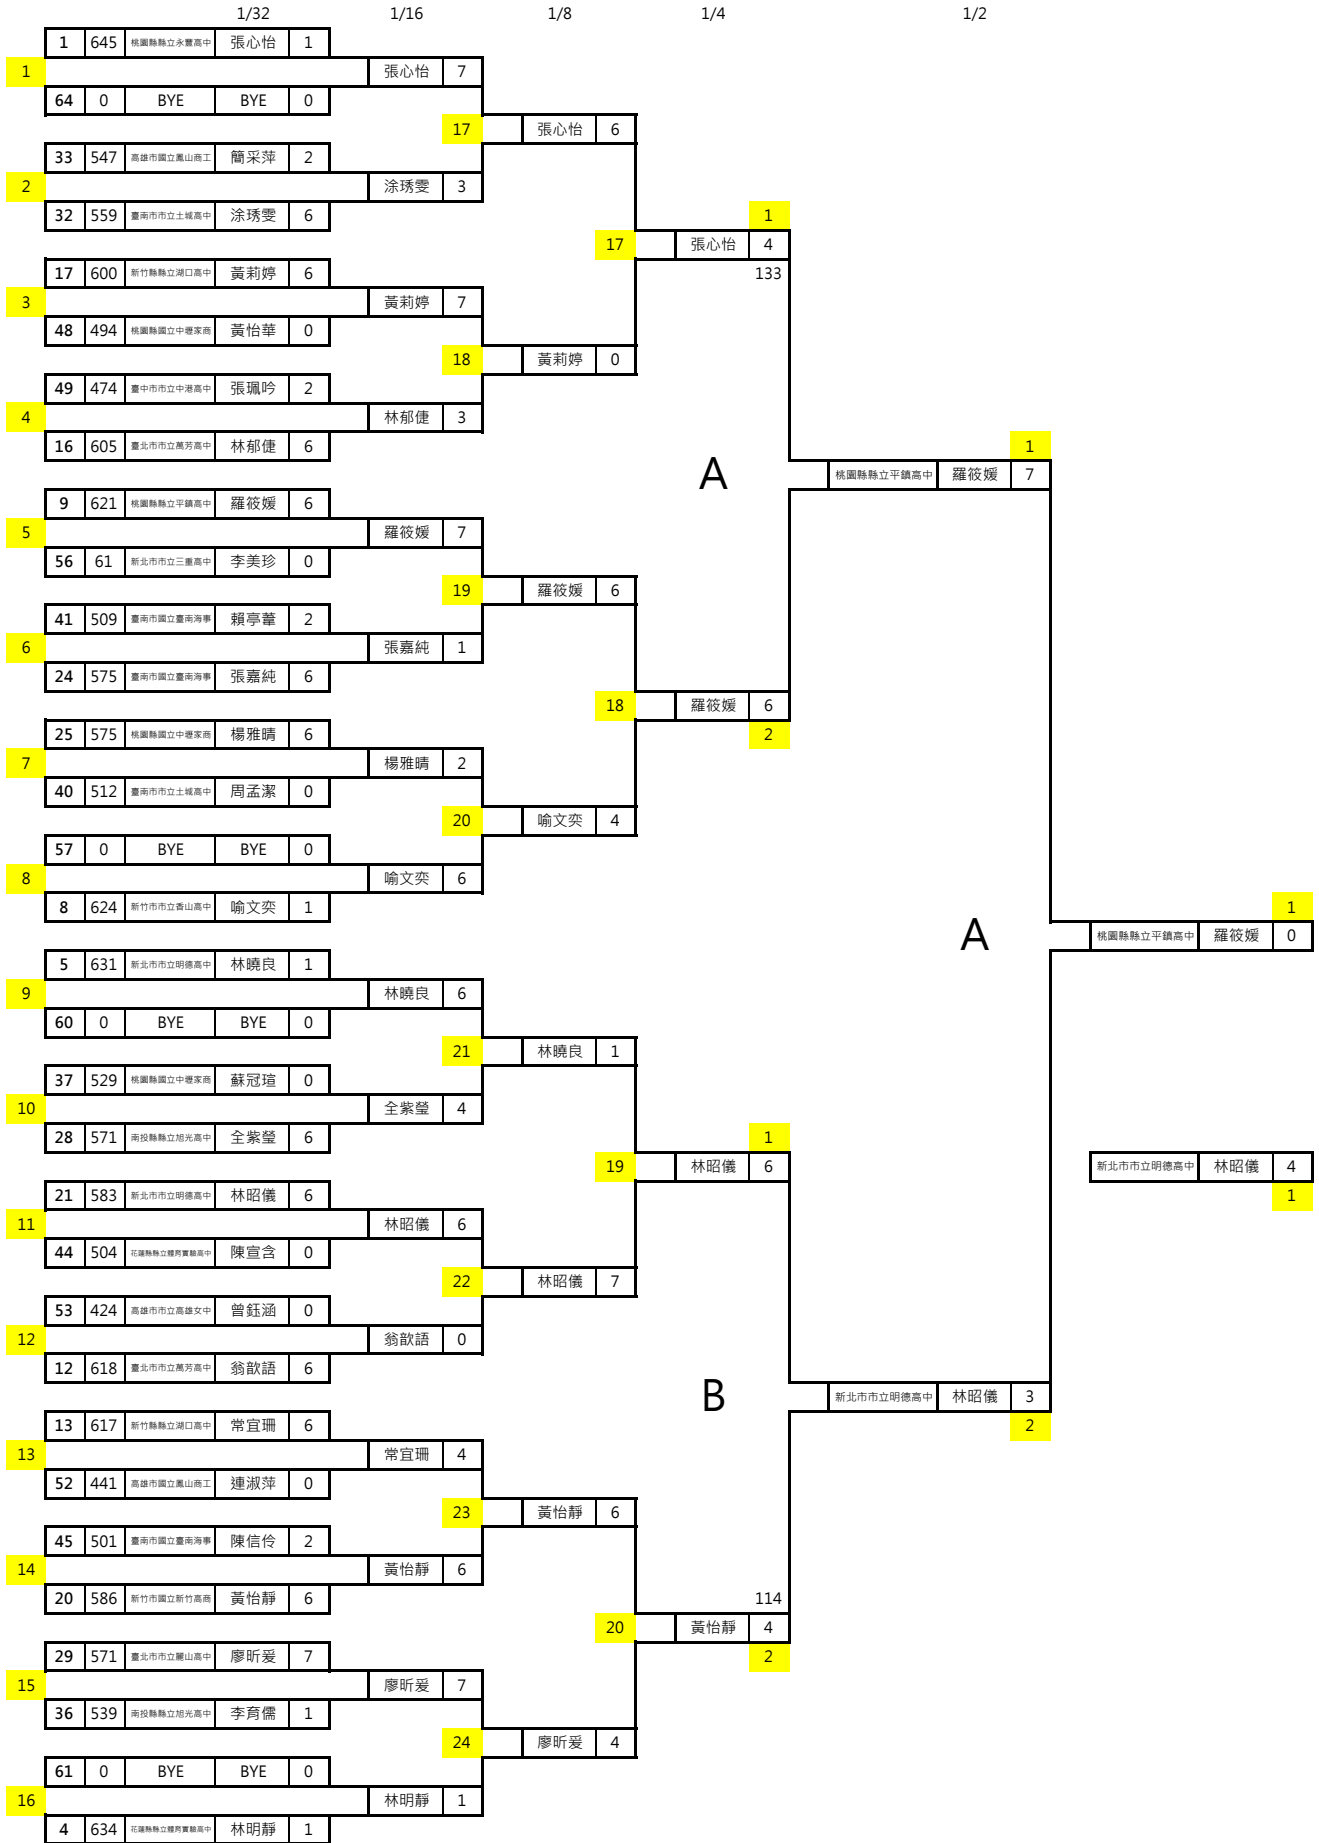 1/32 1/16 1/8 1/4 1/2
1 645 桃園縣縣立永豐高中 張心怡 1
1 張心怡 7
64 0 BYE BYE 0
17 張心怡 6
33 547 高雄市國立鳳山商工 簡采萍 2
2 涂琇雯 3
32 559 臺南市市立土城高中 涂琇雯 6 1
17 張心怡 4
17 600 新竹縣縣立湖口高中 黃莉婷 6 133
3 黃莉婷 7
48 494 桃園縣國立中壢家商 黃怡華 0
18 黃莉婷 0
49 474 臺中市市立中港高中 張珮吟 2
4 林郁倢 3
16 605 臺北市市立萬芳高中 林郁倢 6 1
A 桃園縣縣立平鎮高中 羅筱媛 7
9 621 桃園縣縣立平鎮高中 羅筱媛 6
5 羅筱媛 7
56 61 新北市市立三重高中 李美珍 0
19 羅筱媛 6
41 509 臺南市國立臺南海事 賴亭葦 2
6 張嘉純 1
24 575 臺南市國立臺南海事 張嘉純 6
18 羅筱媛 6
25 575 桃園縣國立中壢家商 楊雅晴 6 2
7 楊雅晴 2
40 512 臺南市市立土城高中 周孟潔 0
20 喻文奕 4
57 0 BYE BYE 0
8 喻文奕 6
8 624 新竹市市立香山高中 喻文奕 1 1
A 桃園縣縣立平鎮高中 羅筱媛 0
5 631 新北市市立明德高中 林曉良 1
9 林曉良 6
60 0 BYE BYE 0
21 林曉良 1
37 529 桃園縣國立中壢家商 蘇冠瑄 0
10 全紫瑩 4
28 571 南投縣縣立旭光高中 全紫瑩 6 1
19 林昭儀 6 新北市市立明德高中 林昭儀 4
21 583 新北市市立明德高中 林昭儀 6 1
11 林昭儀 6
44 504 花蓮縣縣立體育實驗高中 陳宣含 0
22 林昭儀 7
53 424 高雄市市立高雄女中 曾鈺涵 0
12 翁歆語 0
12 618 臺北市市立萬芳高中 翁歆語 6
B 新北市市立明德高中 林昭儀 3
13 617 新竹縣縣立湖口高中 常宜珊 6 2
13 常宜珊 4
52 441 高雄市國立鳳山商工 連淑萍 0
23 黃怡靜 6
45 501 臺南市國立臺南海事 陳信伶 2
14 黃怡靜 6
20 586 新竹市國立新竹高商 黃怡靜 6 114
20 黃怡靜 4
29 571 臺北市市立麗山高中 廖昕爰 7 2
15 廖昕爰 7
36 539 南投縣縣立旭光高中 李育儒 1
24 廖昕爰 4
61 0 BYE BYE 0
16 林明靜 1
4 634 花蓮縣縣立體育實驗高中 林明靜 1